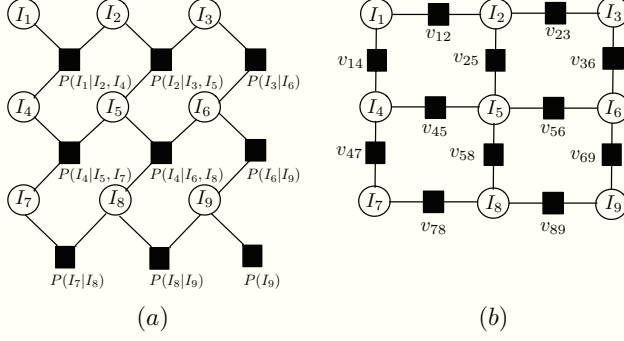 I1 I2 I3
P(I1|I2, I4) P(I2|I3, I5) P(I3|I6)
I4 I5 I6
P(I4|I5, I7) P(I4|I6, I8) P(I6|I9)
I7 I8 I9
P(I7|I8) P(I8|I9) P(I9)
(a)
I1 I2 I3
v12 v23
v14 v25 v36
I4 I5 I6
v45 v56
v47 v58 v69
I7 I8 I9
v78 v89
(b)